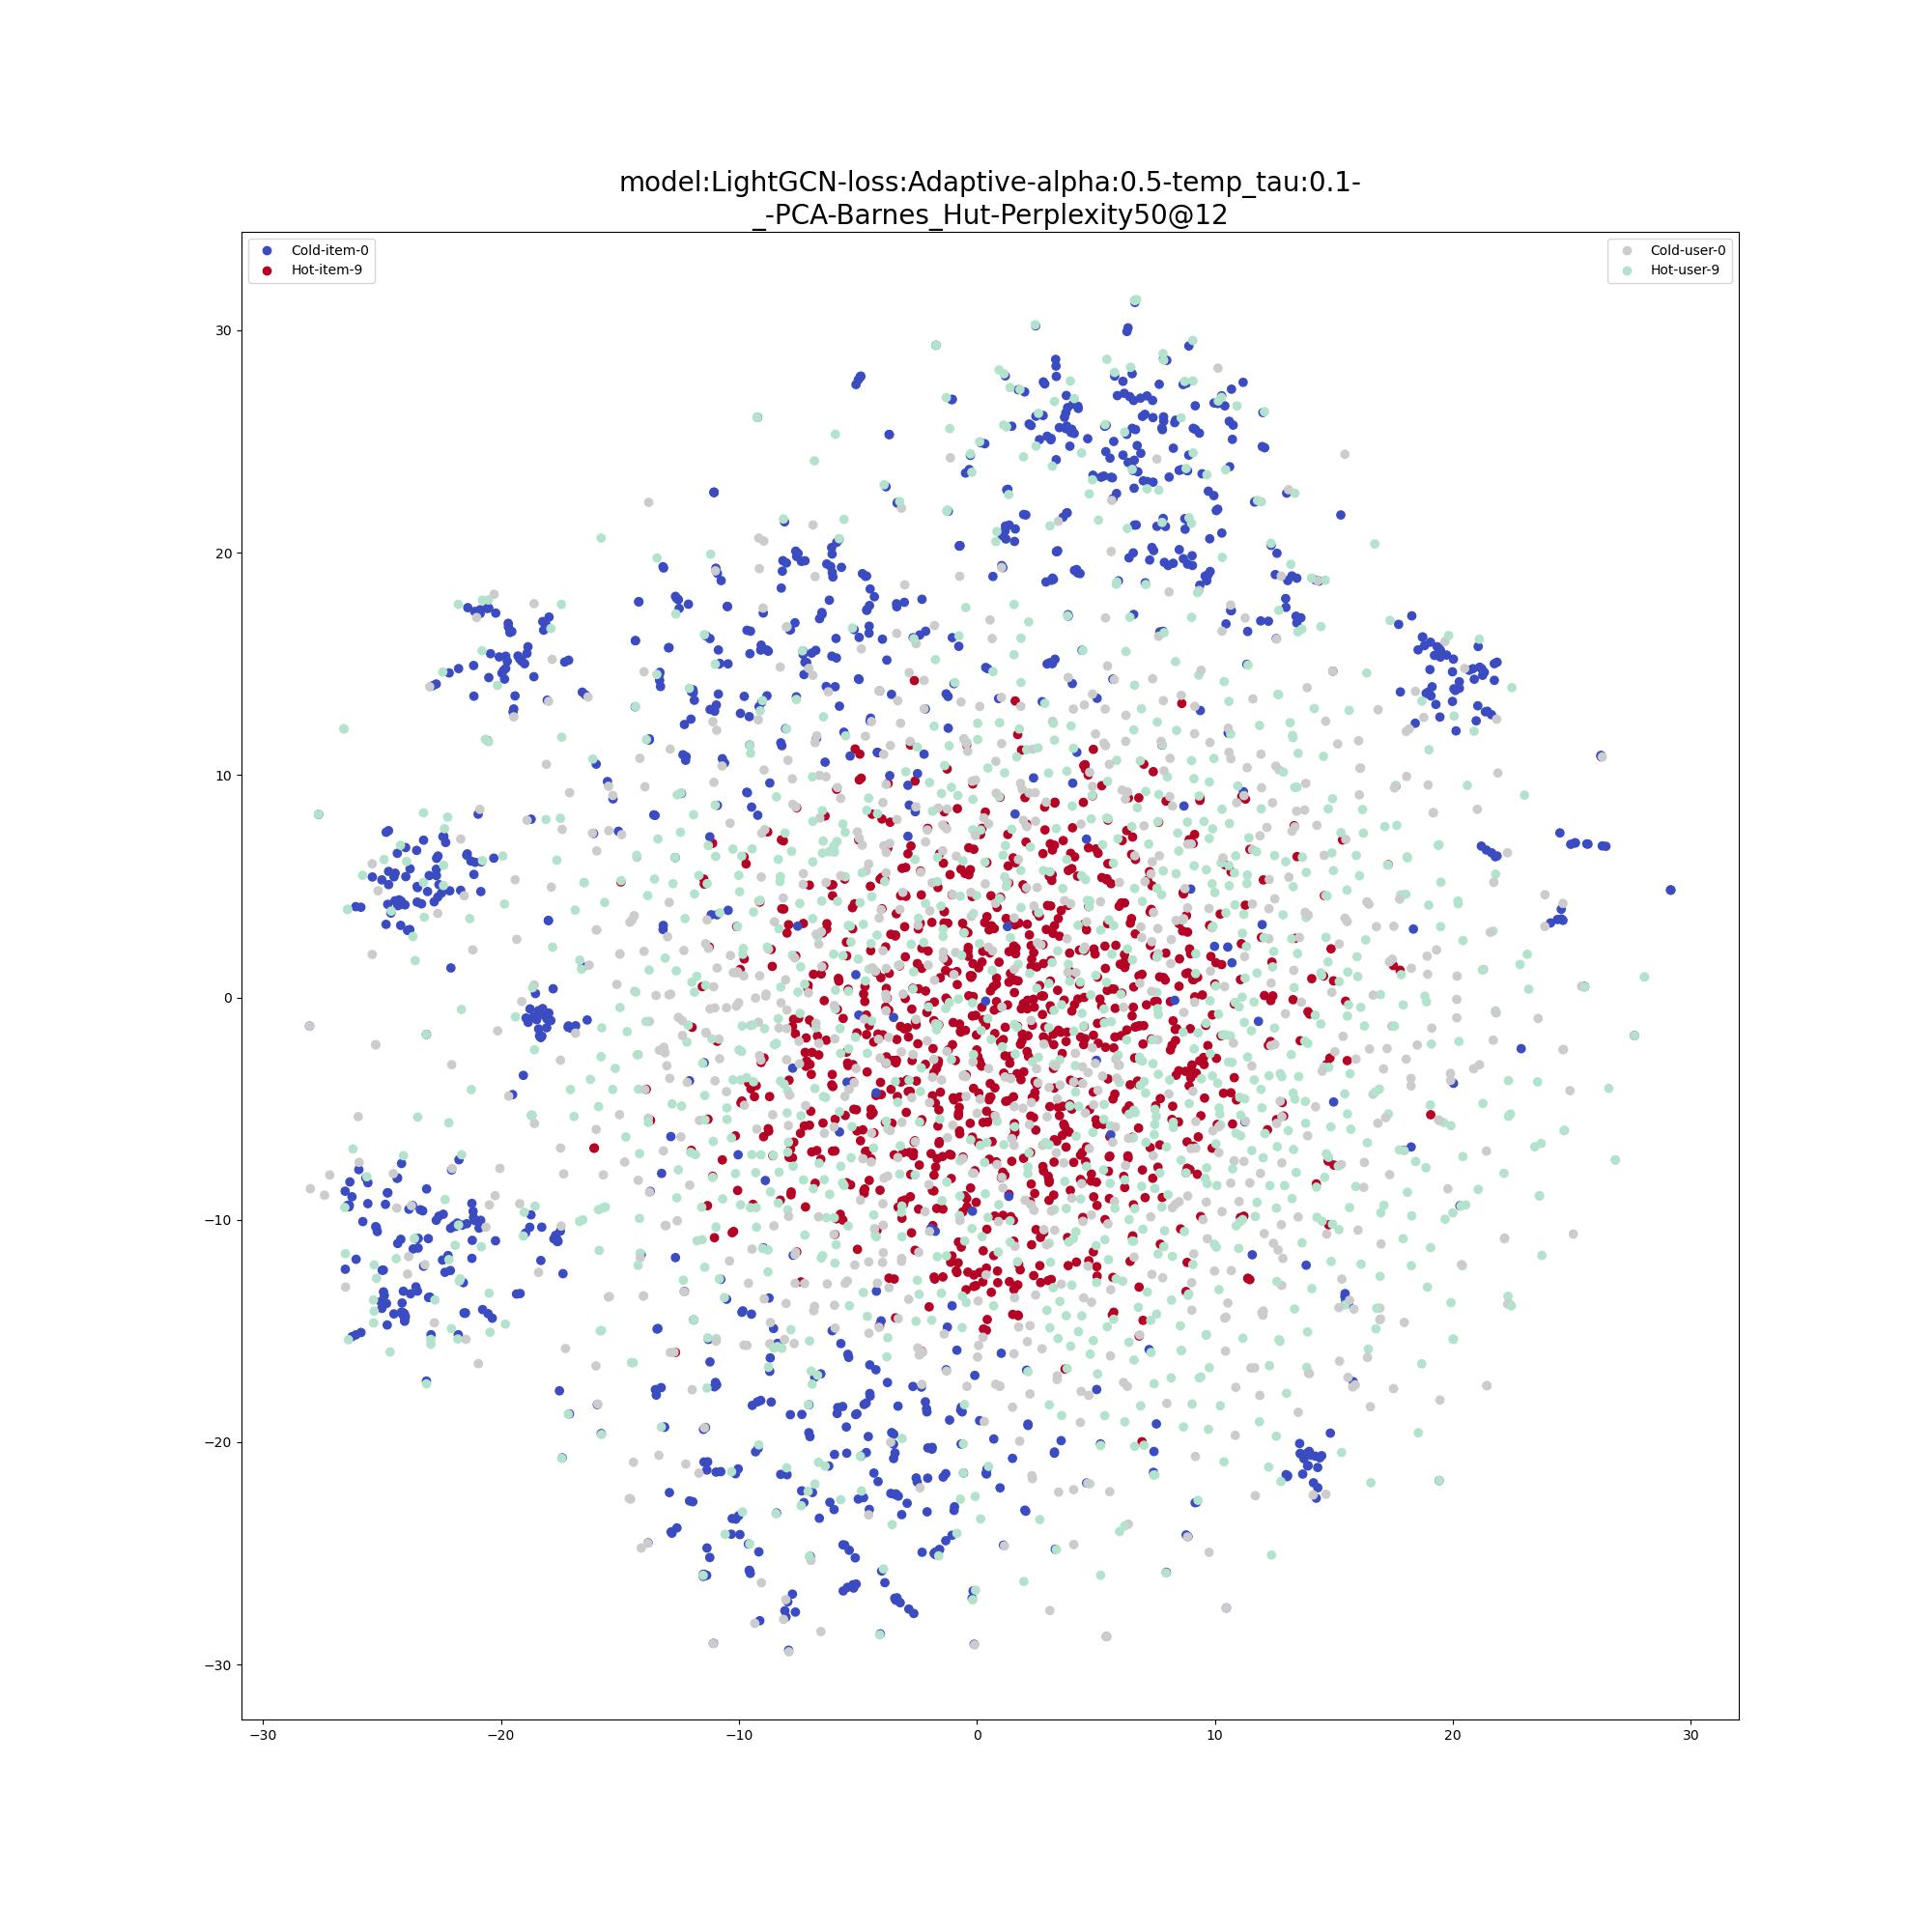 model:LightGCN-loss:Adaptive-alpha:0.5-temp_tau:0.1-
_-PCA-Barnes_Hut-Perplexity50@12
Cold-item-0
Hot-item-9
Cold-user-0
Hot-user-9
30
20
10
0
−10
−20
−30
−30
−20
−10
0
10
20
30